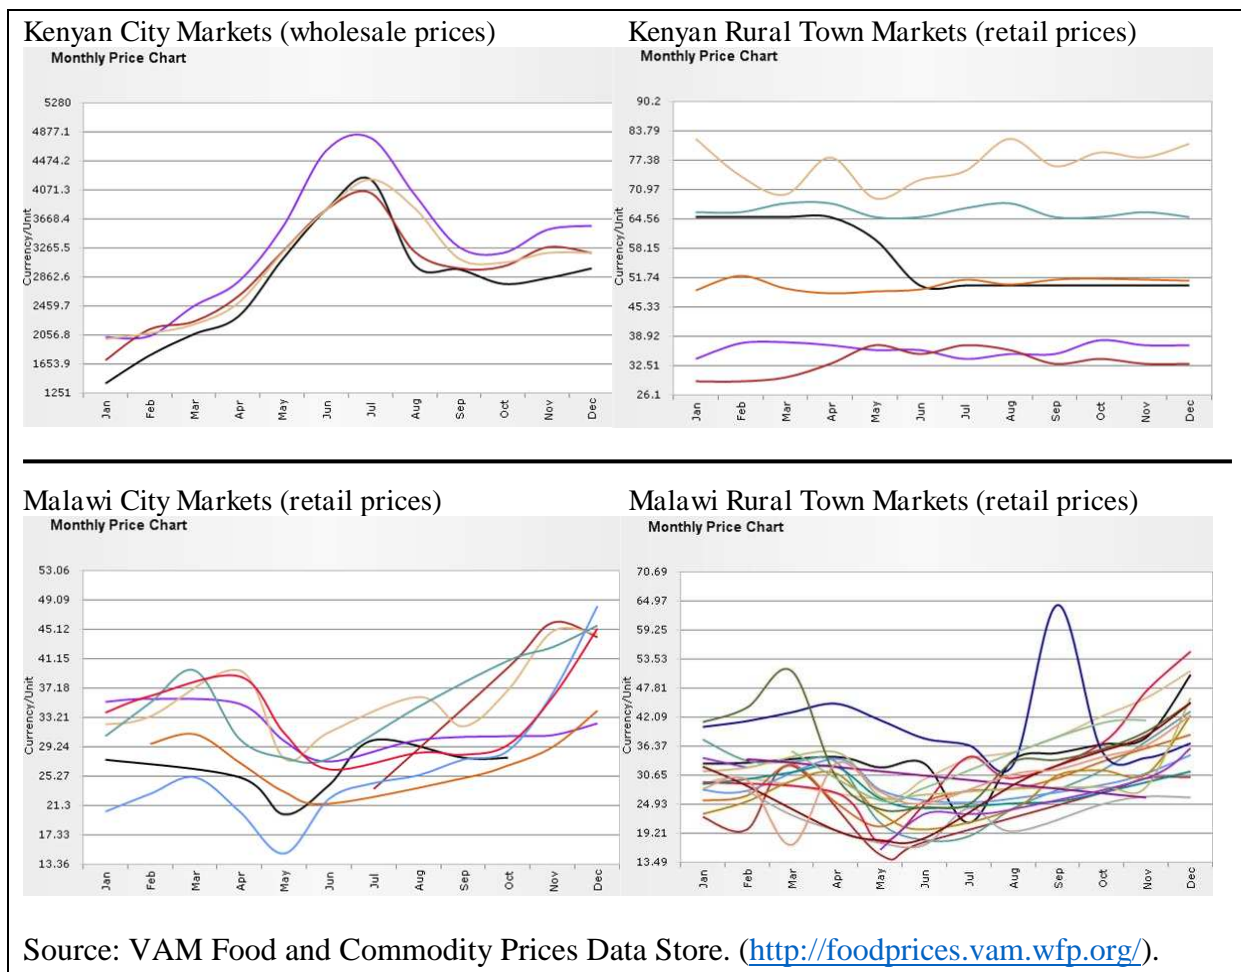 Kenyan City Markets (wholesale prices)
Monthly Price Chart
Currency/Unit
5280
4877.1
4474.2
4071.3
3668.4
3265.5
2862.6
2459.7
2056.8
1653.9
1251
Jan Feb Mar Apr May Jun Jul Aug Sep Oct Nov Dec
Kenyan Rural Town Markets (retail prices)
Monthly Price Chart
Currency/Unit
90.2
83.79
77.38
70.97
64.56
58.15
51.74
45.33
38.92
32.51
26.1
Jan Feb Mar Apr May Jun Jul Aug Sep Oct Nov Dec
Malawi City Markets (retail prices)
Monthly Price Chart
Currency/Unit
53.06
49.09
45.12
41.15
37.18
33.21
29.24
25.27
21.3
17.33
13.36
Jan Feb Mar Apr May Jun Jul Aug Sep Oct Nov Dec
Malawi Rural Town Markets (retail prices)
Monthly Price Chart
Currency/Unit
70.69
64.97
59.25
53.53
47.81
42.09
36.37
30.65
24.93
19.21
13.49
Jan Feb Mar Apr May Jun Jul Aug Sep Oct Nov Dec
Source: VAM Food and Commodity Prices Data Store. (http://foodprices.vam.wfp.org/).